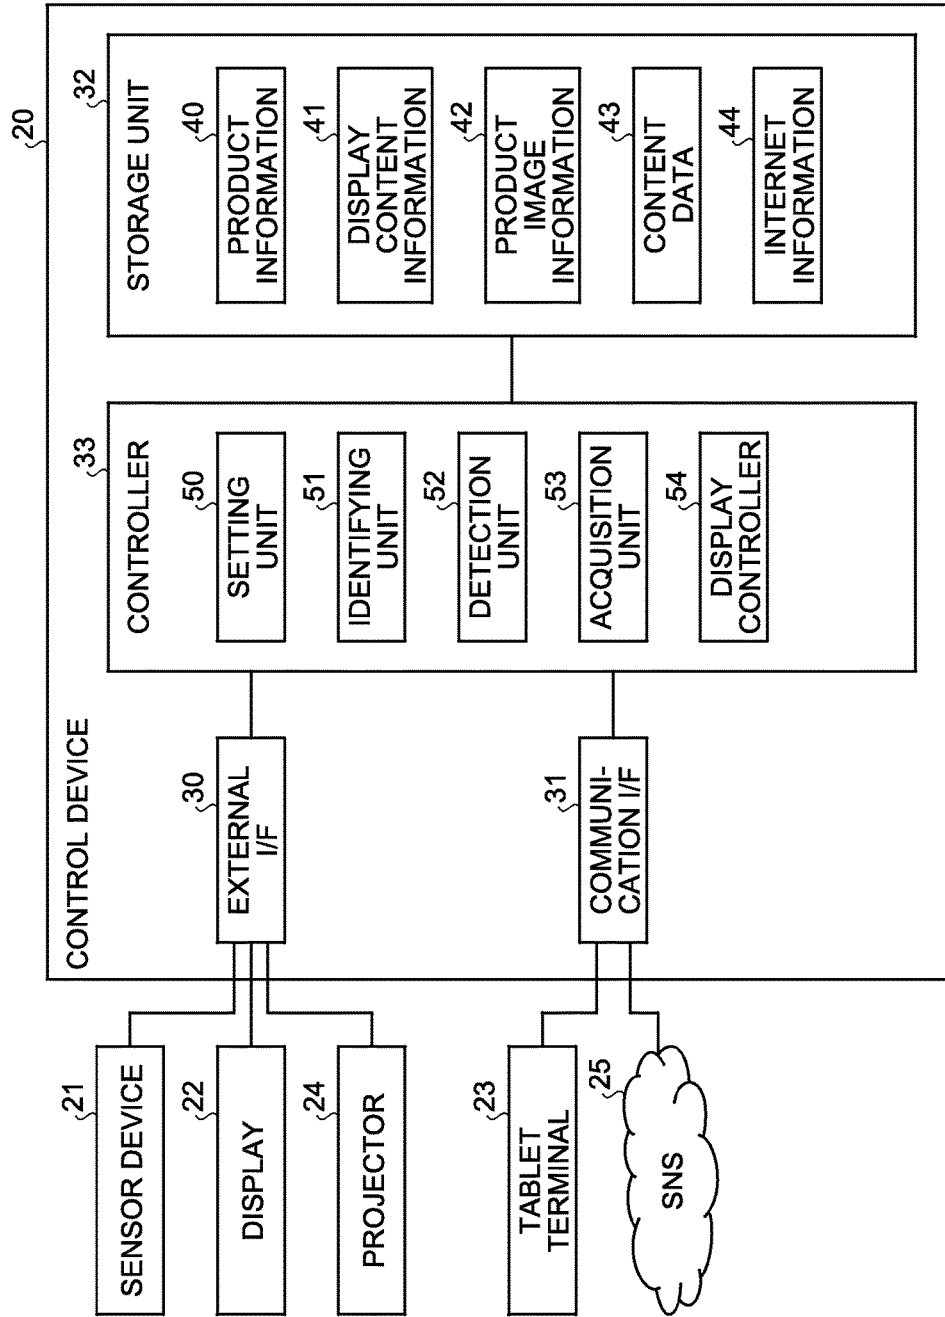 20
CONTROL DEVICE
21
SENSOR DEVICE
22
DISPLAY
24
PROJECTOR
23
TABLET
TERMINAL
25
SNS
30
EXTERNAL
I/F
31
COMMUNI-
CATION I/F
33
CONTROLLER
50
SETTING
UNIT
51
IDENTIFYING
UNIT
52
DETECTION
UNIT
53
ACQUISITION
UNIT
54
DISPLAY
CONTROLLER
32
STORAGE UNIT
40
PRODUCT
INFORMATION
41
DISPLAY
CONTENT
INFORMATION
42
PRODUCT
IMAGE
INFORMATION
43
CONTENT
DATA
44
INTERNET
INFORMATION